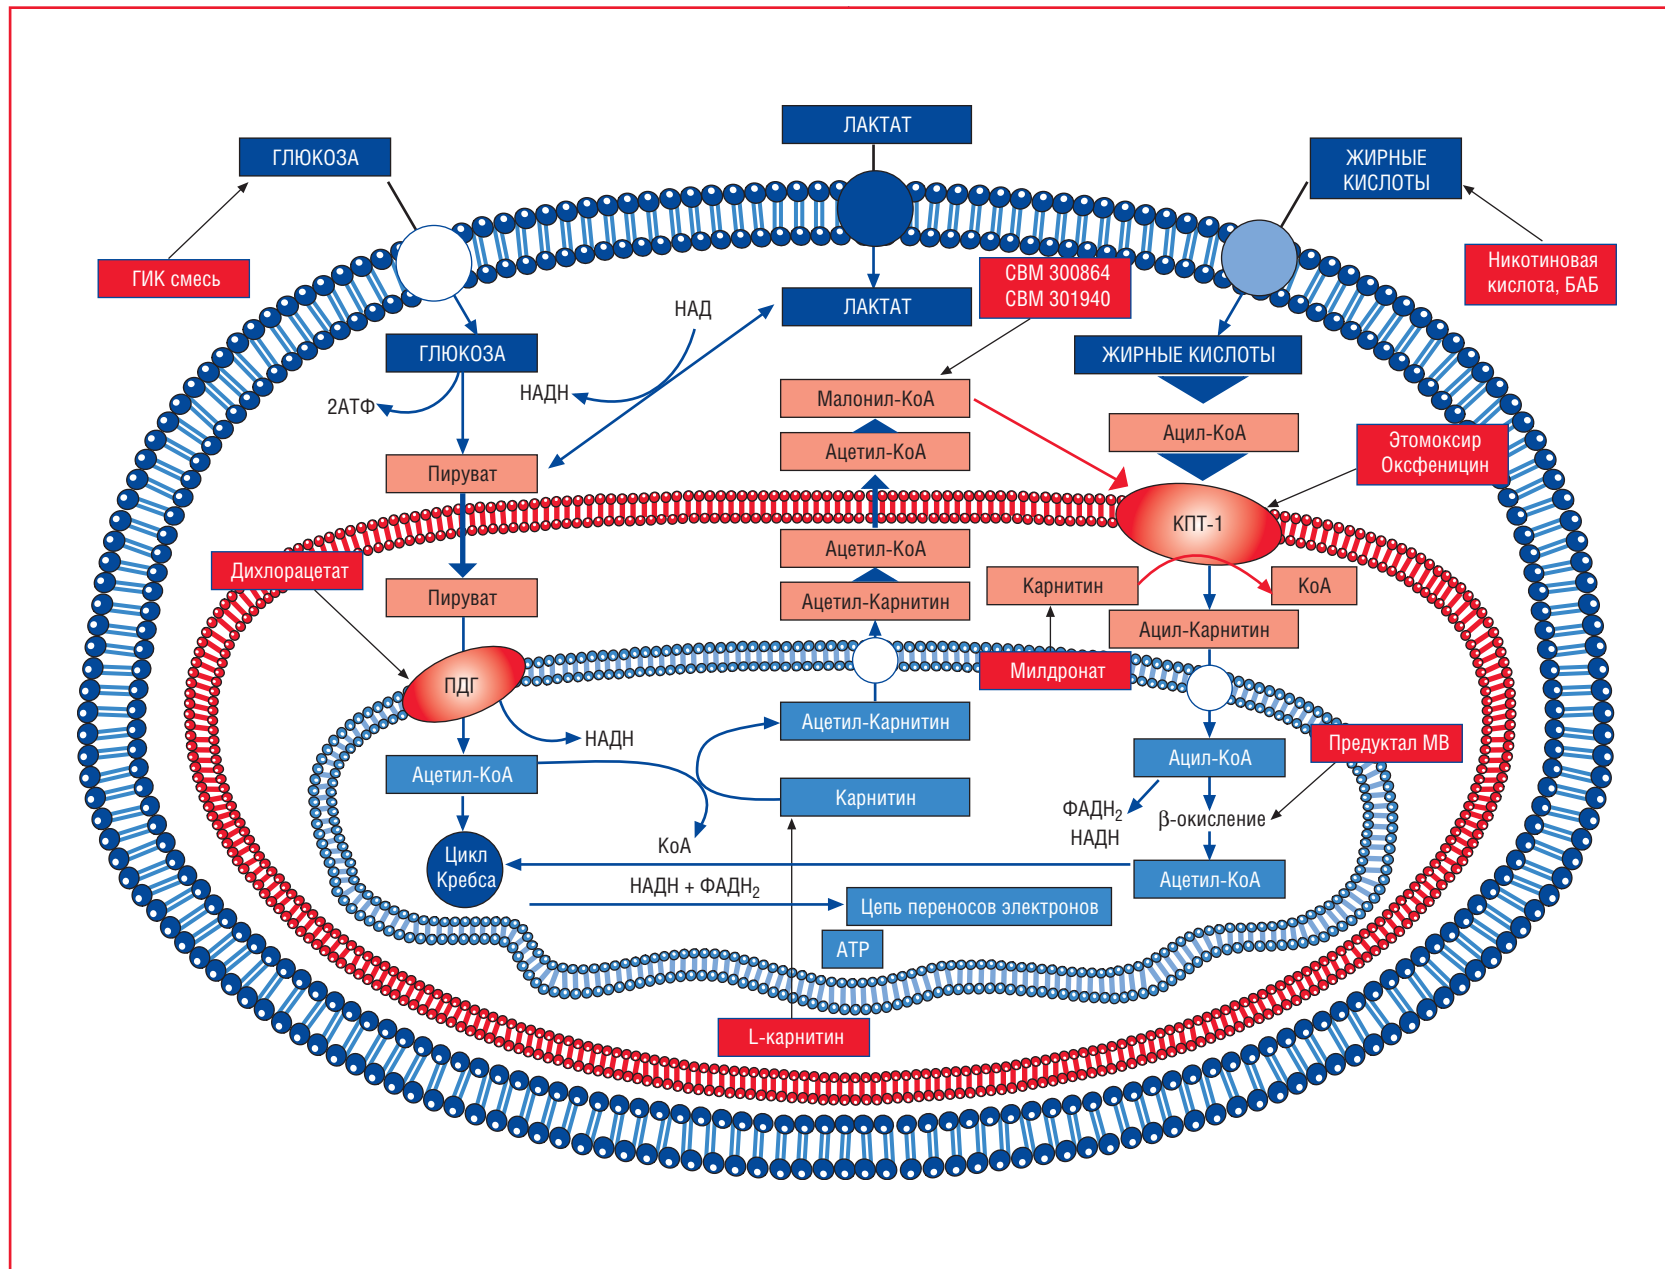 ЛАКТАТ
ГЛЮКОЗА
ЖИРНЫЕ
КИСЛОТЫ
ГИК смесь
СВМ 300864
СВМ 301940
Никотиновая
кислота, БАБ
ЛАКТАТ
НАД
ГЛЮКОЗА
ЖИРНЫЕ КИСЛОТЫ
НАДН
2АТФ
Малонил-КоА
Ацил-КоА
Ацетил-КоА
Этомоксир
Оксфеницин
Пируват
КПТ-1
Ацетил-КоА
Дихлорацетат
Пируват
Ацетил-Карнитин
Карнитин
КоА
Ацил-Карнитин
Милдронат
ПДГ
Ацетил-Карнитин
НАДН
Предуктал МВ
Ацил-КоА
Ацетил-КоА
Карнитин
ФАДН₂
НАДН
β-окисление
КоА
Цикл
Кребса
Ацетил-КоА
НАДН + ФАДН₂
Цепь переносов электронов
АТР
L-карнитин